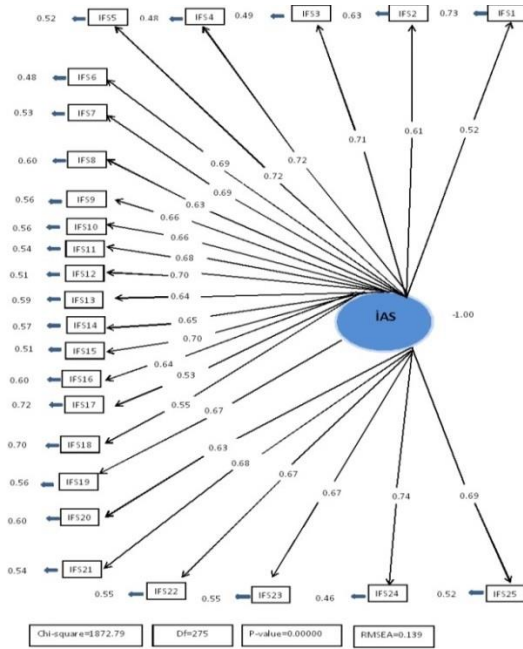 0.52 IFS5 0.48 IFS4 0.49 IFS3 0.63 IFS2 0.73 IFS1
0.48 IFS6
0.53 IFS7
0.60 IFS8
0.56 IFS9
0.56 IFS10
0.54 IFS11
0.51 IFS12
0.59 IFS13
0.57 IFS14
0.51 IFS15
0.60 IFS16
0.72 IFS17
0.70 IFS18
0.56 IFS19
0.60 IFS20
0.54 IFS21
0.55 IFS22 0.55 IFS23 0.46 IFS24 0.52 IFS25
0.52
0.61
0.71
0.72
0.72
0.69
0.69
0.63
0.66
0.66
0.68
0.70
0.64
0.65
0.70
0.64
0.53
0.55
0.67
0.63
0.68
0.67
0.67
0.74
0.69
İAS
-1.00
Chi-square=1872.79 Df=275 P-value=0.00000 RMSEA=0.139